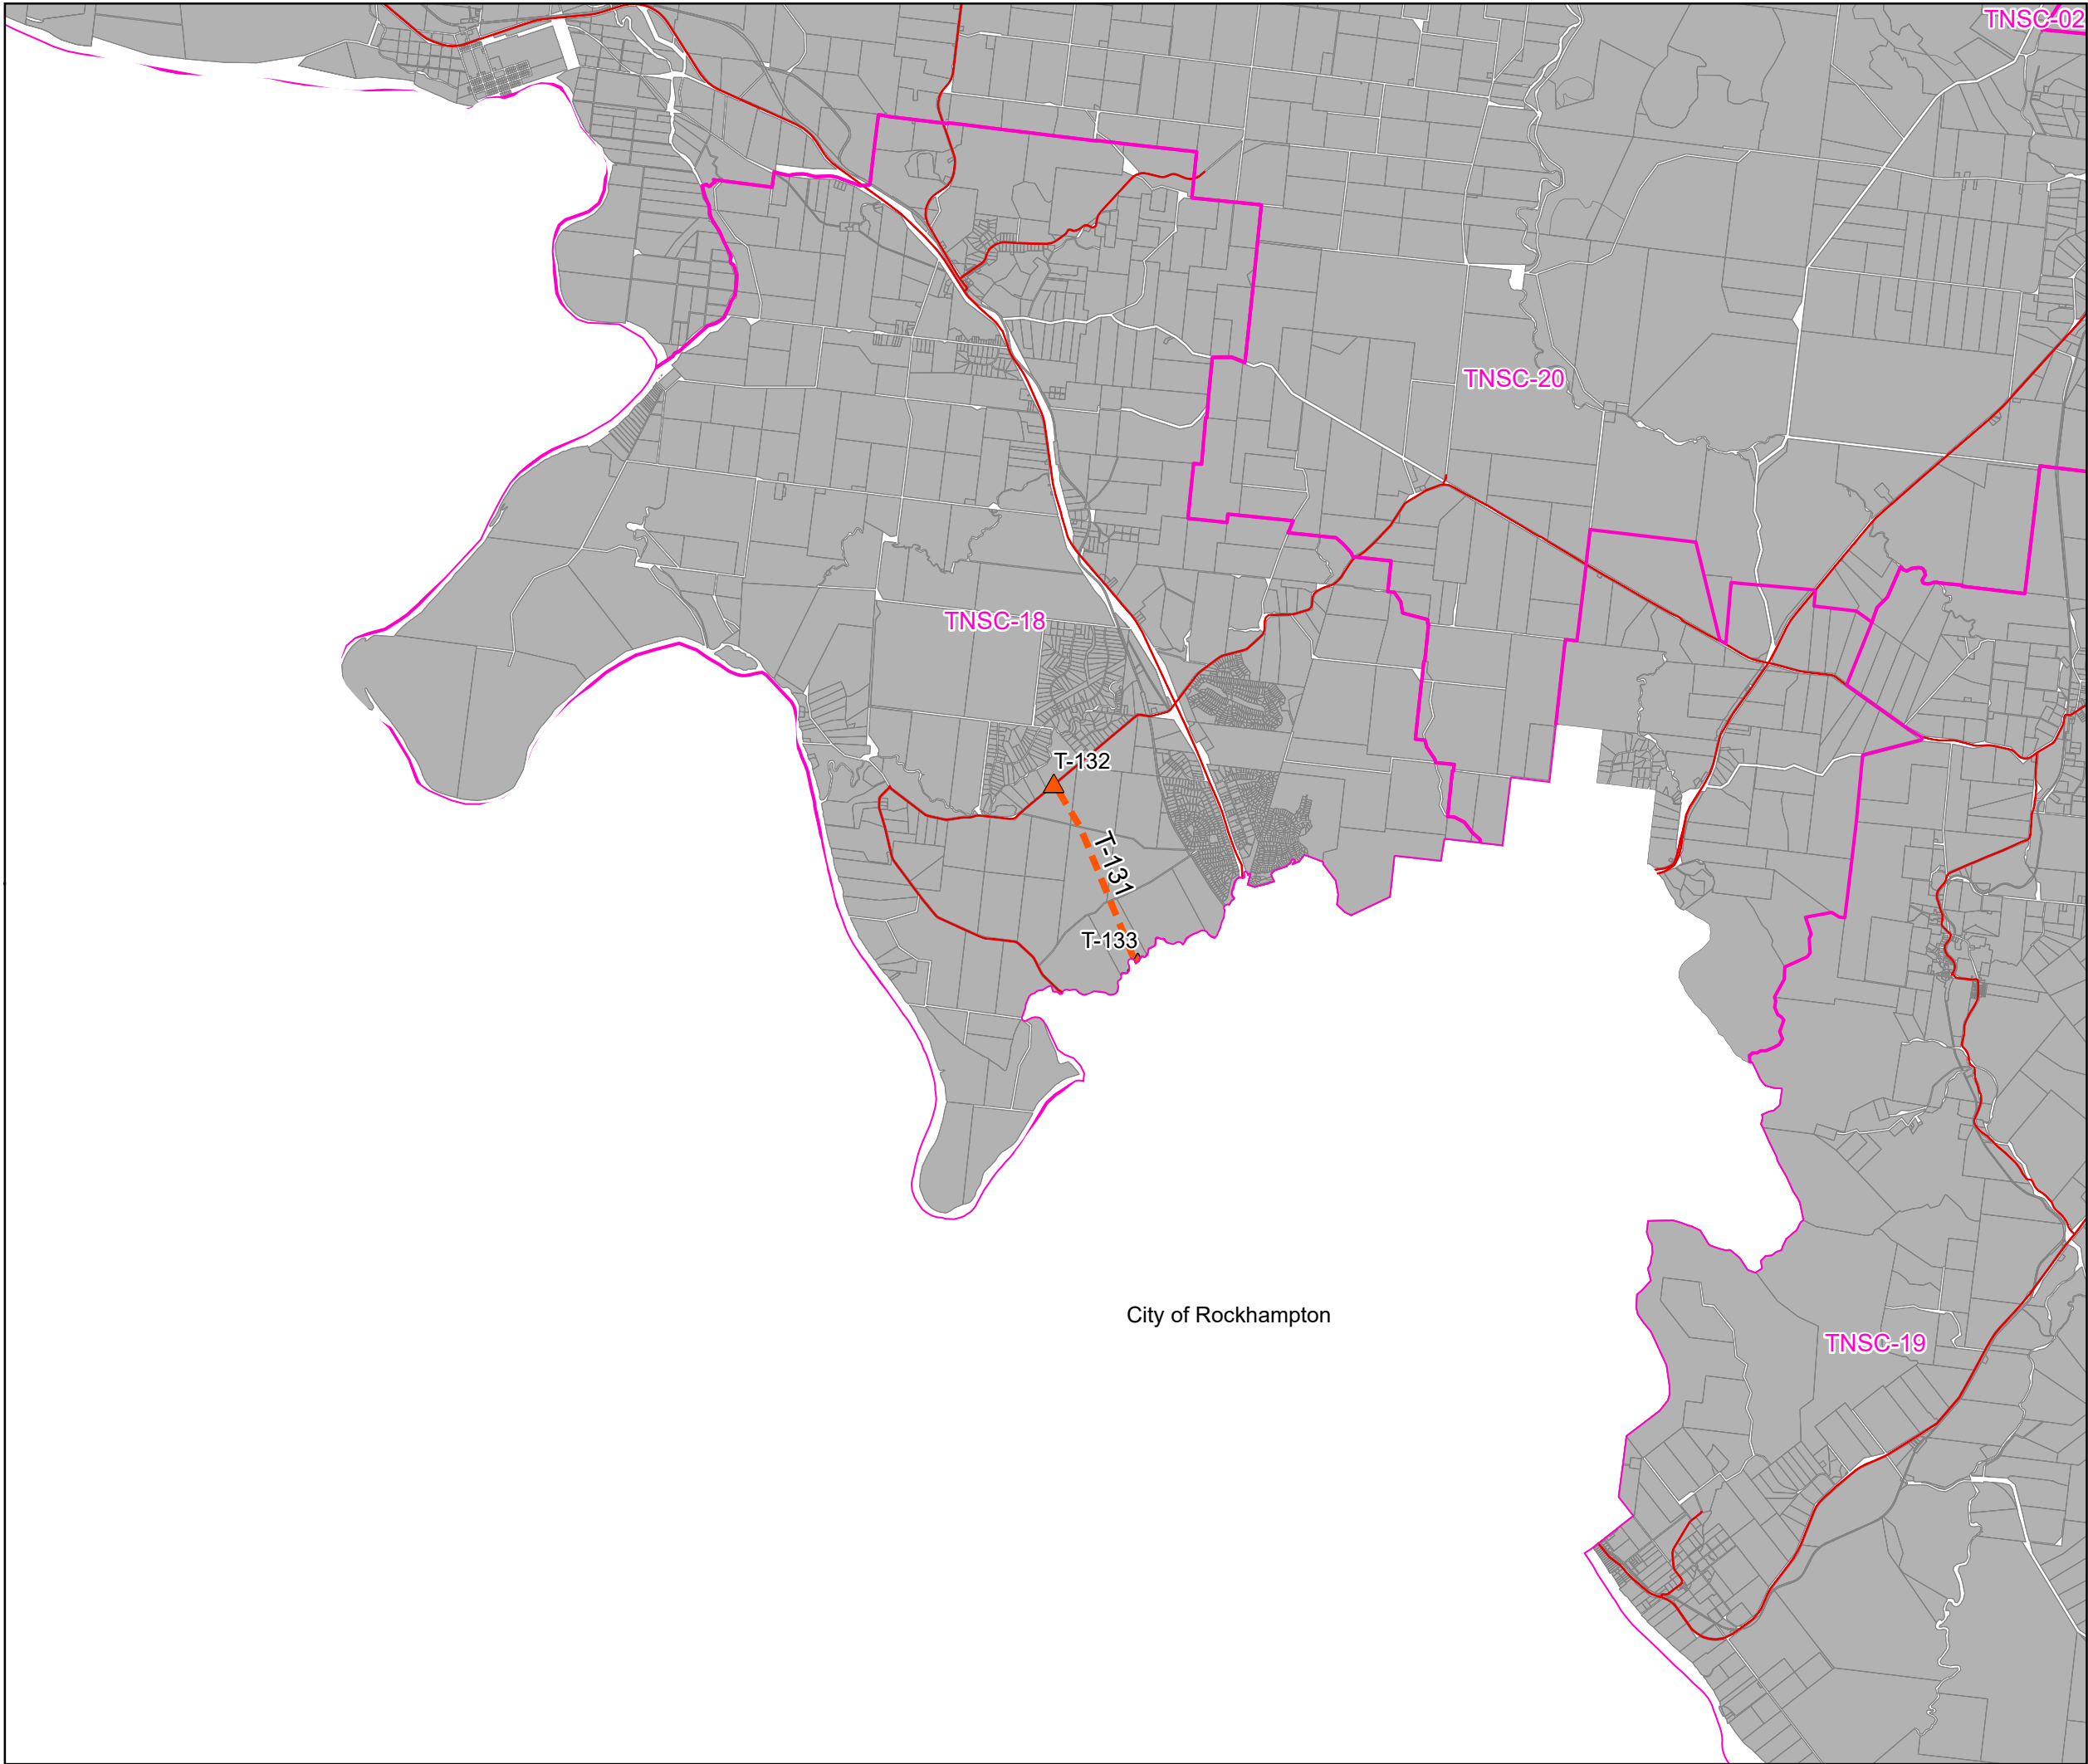 TNSC-02
TNSC-20
TNSC-18
T-132
T-131
T-133
City of Rockhampton
TNSC-19